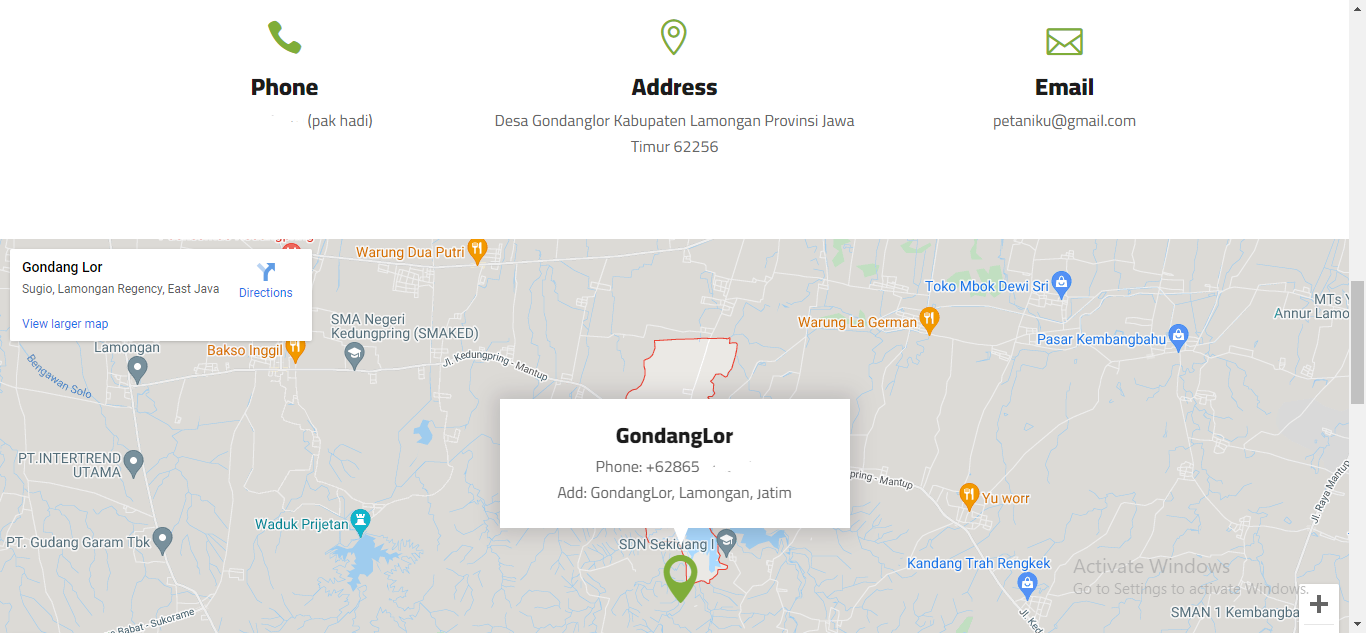 Phone
(pak hadi)
Address
Desa Gondanglor Kabupaten Lamongan Provinsi Jawa
Timur 62256
Email
petaniku@gmail.com
Gondang Lor
Sugio, Lamongan Regency, East Java
Directions
View larger map
Warung Dua Putri
Toko Mbok Dewi Sri
Annur Lamo
SMA Negeri
Kedungpring (SMAKED)
Warung La German
Pasar Kembangbahu
Lamongan
Bakso Inggil
Jl. Kedungpring - Mantup
Bengawan Solo
GondangLor
Phone: +62865
Add: GondangLor, Lamongan, Jatim
PT.INTERTREND
UTAMA
pring - Mantup
Jl. Raya Mantup
Yu worr
Waduk Prijetan
PT. Gudang Garam Tbk
SDN Sekidang I
Kandang Trah Rengkek
Activate Windows
Go to Settings to activate Windows.
SMAN 1 Kembangba
Babat - Sukorame
Jl. Ked